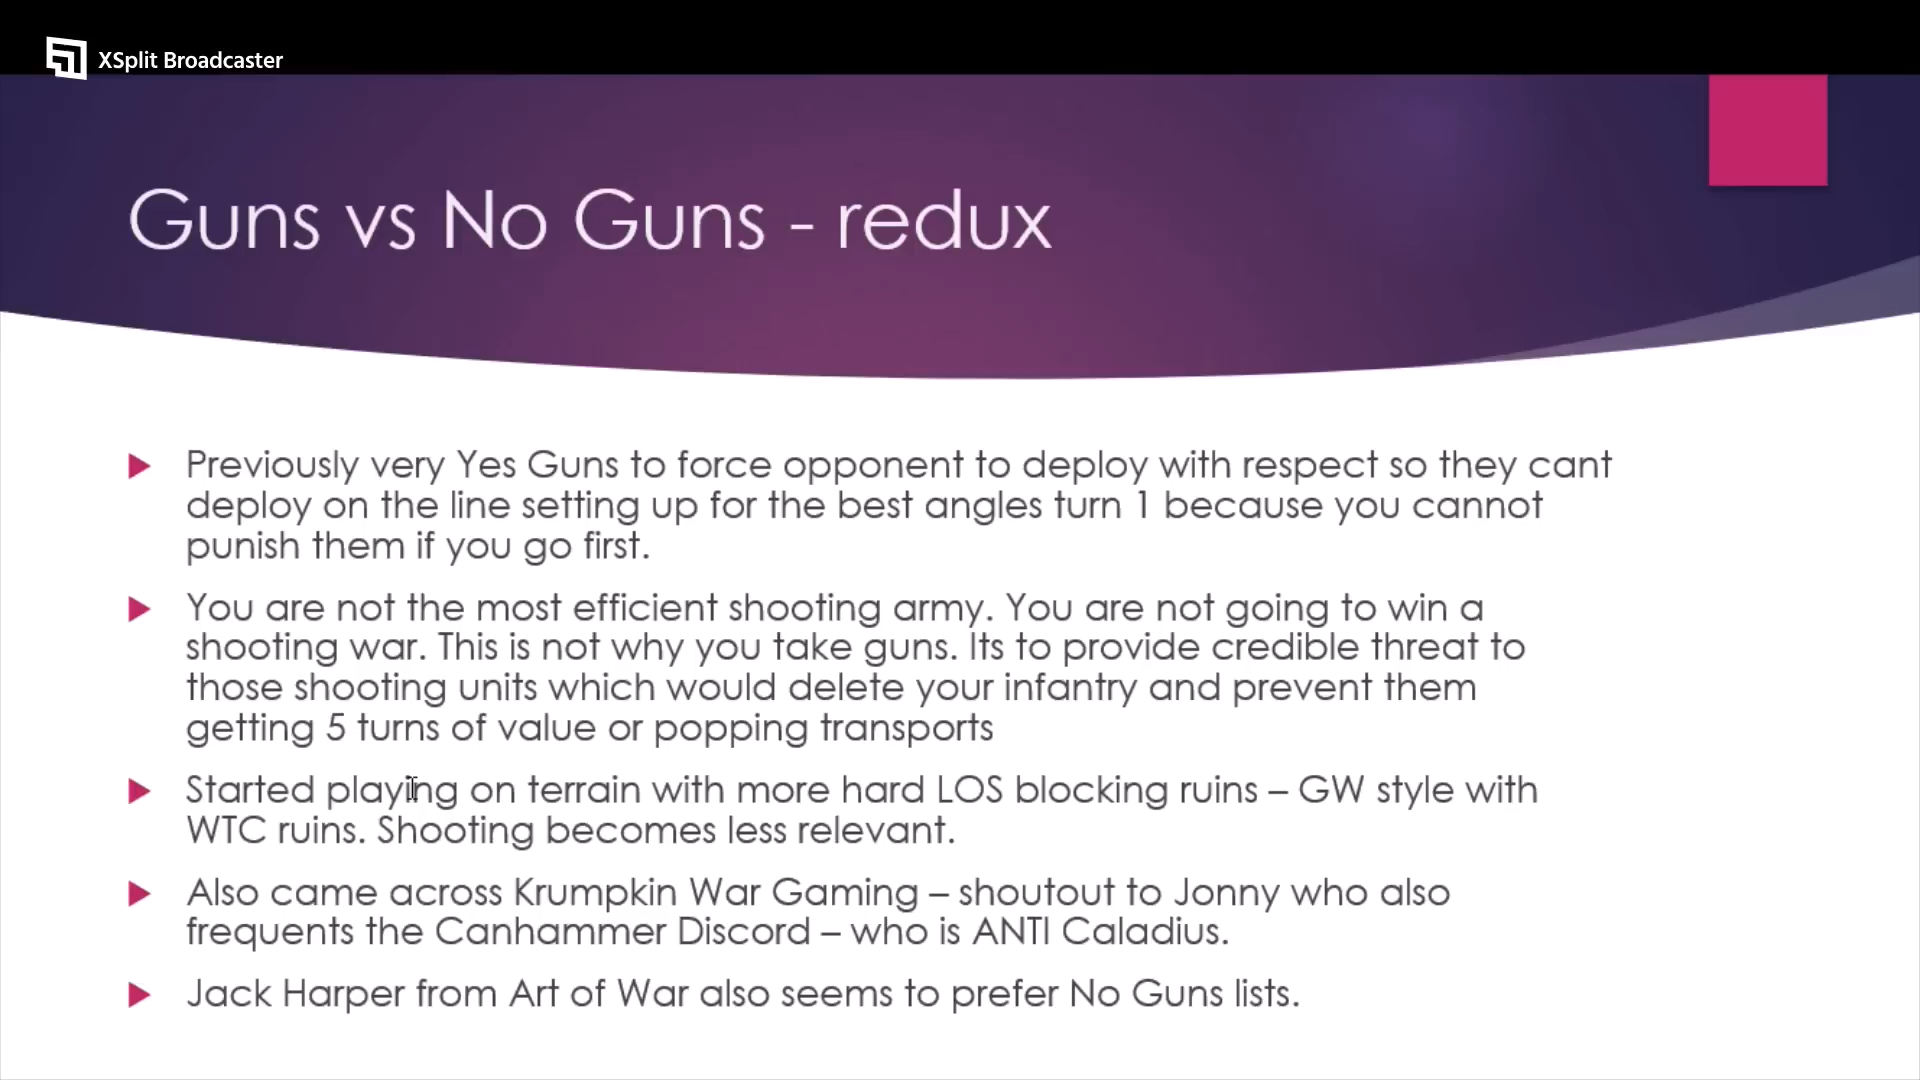 XSplit Broadcaster
Guns vs No Guns - redux
Previously very Yes Guns to force opponent to deploy with respect so they cant
deploy on the line setting up for the best angles turn 1 because you cannot
punish them if you go first.
You are not the most efficient shooting army. You are not going to win a
shooting war. This is not why you take guns. Its to provide credible threat to
those shooting units which would delete your infantry and prevent them
getting 5 turns of value or popping transports
Started playing on terrain with more hard LOS blocking ruins – GW style with
WTC ruins. Shooting becomes less relevant.
Also came across Krumpkin War Gaming – shoutout to Jonny who also
frequents the Canhammer Discord – who is ANTI Caladius.
Jack Harper from Art of War also seems to prefer No Guns lists.